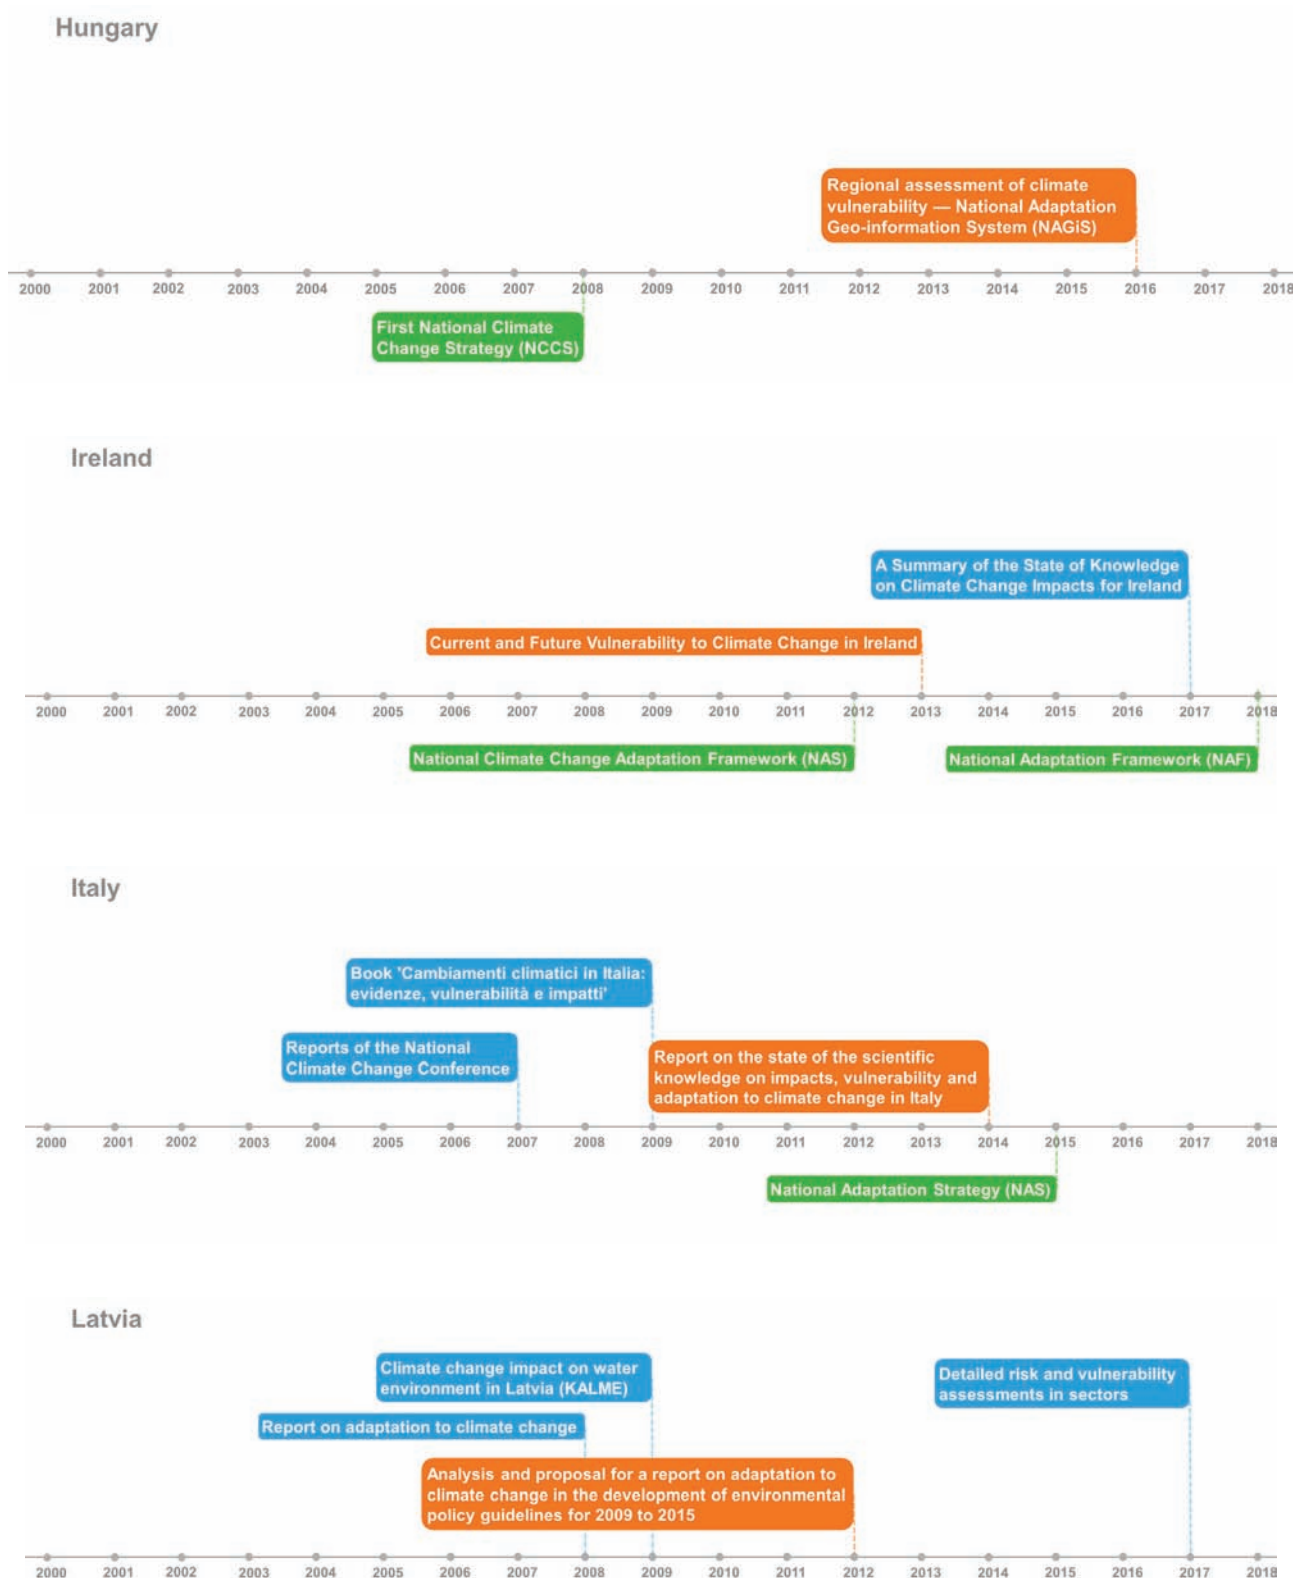 Hungary
Regional assessment of climate
vulnerability — National Adaptation
Geo-information System (NAGiS)
2000 2001 2002 2003 2004 2005 2006 2007 2008 2009 2010 2011 2012 2013 2014 2015 2016 2017 2018
First National Climate
Change Strategy (NCCS)
Ireland
A Summary of the State of Knowledge
on Climate Change Impacts for Ireland
Current and Future Vulnerability to Climate Change in Ireland
2000 2001 2002 2003 2004 2005 2006 2007 2008 2009 2010 2011 2012 2013 2014 2015 2016 2017 2018
National Climate Change Adaptation Framework (NAS)
National Adaptation Framework (NAF)
Italy
Book 'Cambiamenti climatici in Italia:
evidenze, vulnerabilità e impatti'
Reports of the National
Climate Change Conference
Report on the state of the scientific
knowledge on impacts, vulnerability and
adaptation to climate change in Italy
2000 2001 2002 2003 2004 2005 2006 2007 2008 2009 2010 2011 2012 2013 2014 2015 2016 2017 2018
National Adaptation Strategy (NAS)
Latvia
Climate change impact on water
environment in Latvia (KALME)
Detailed risk and vulnerability
assessments in sectors
Report on adaptation to climate change
Analysis and proposal for a report on adaptation to
climate change in the development of environmental
policy guidelines for 2009 to 2015
2000 2001 2002 2003 2004 2005 2006 2007 2008 2009 2010 2011 2012 2013 2014 2015 2016 2017 2018